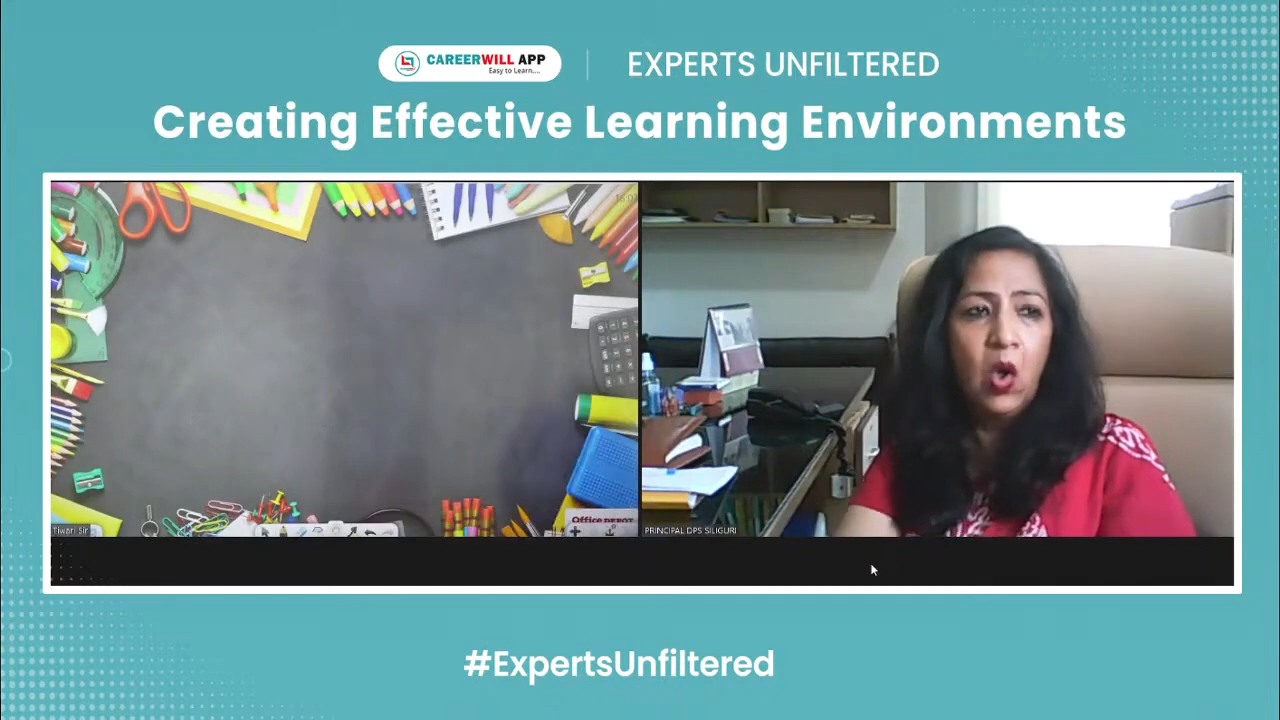 CAREERWILL APP
Easy to Learn....
EXPERTS UNFILTERED
Creating Effective Learning Environments
Tiwari Sir
Office DEPOT
PRINCIPAL DPS SILIGURI
#ExpertsUnfiltered